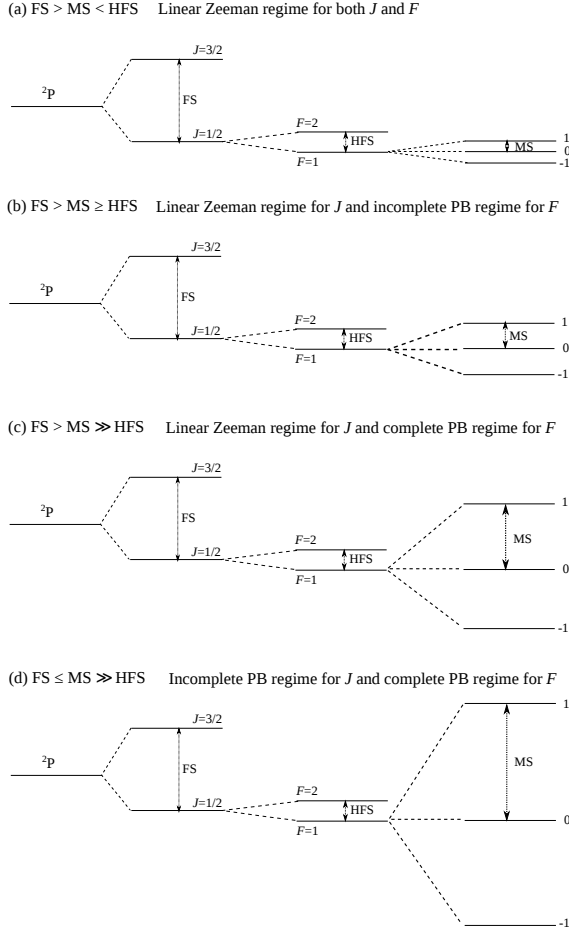 (a) FS > MS < HFS Linear Zeeman regime for both J and F
J=3/2
²P
FS
J=1/2
F=2
HFS
F=1
1
MS
0
-1
(b) FS > MS ≥ HFS Linear Zeeman regime for J and incomplete PB regime for F
J=3/2
²P
FS
J=1/2
F=2
HFS
F=1
1
MS
0
-1
(c) FS > MS ≫ HFS Linear Zeeman regime for J and complete PB regime for F
J=3/2
²P
FS
J=1/2
F=2
HFS
F=1
1
MS
0
-1
(d) FS ≤ MS ≫ HFS Incomplete PB regime for J and complete PB regime for F
J=3/2
²P
FS
J=1/2
F=2
HFS
F=1
1
MS
0
-1